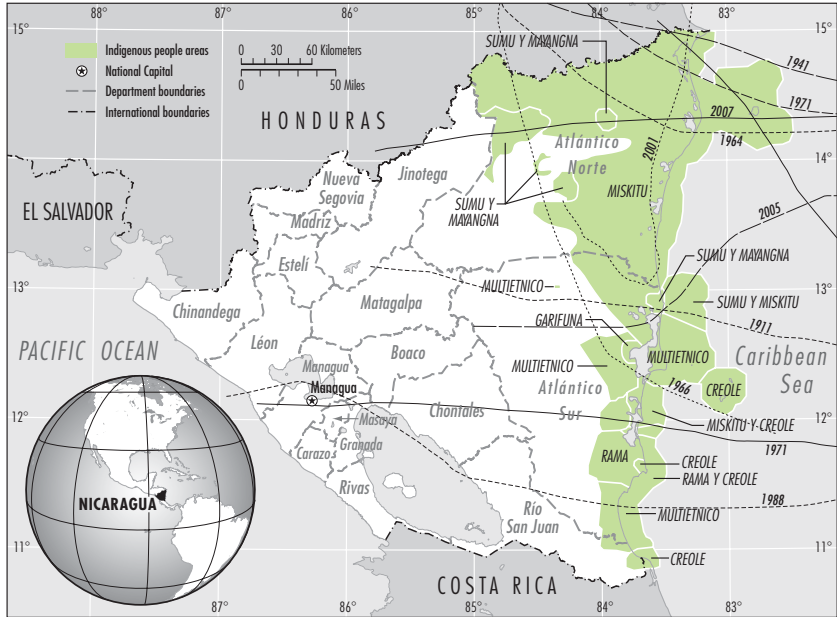 88°
87°
86°
85°
84°
83°
15°
15°
Indigenous people areas
National Capital
Department boundaries
International boundaries
0 30 60 Kilometers
0 50 Miles
SUMU Y MAYANGNA
1941
1971
2007
1964
HONDURAS
Atlántico
Norte
2001
14°
14°
Nueva
Segovia
Jinotega
MISKITU
EL SALVADOR
SUMU Y
MAYANGNA
Madríz
2005
Estelí
SUMU Y MAYANGNA
13°
13°
MULTIETNICO
SUMU Y MISKITU
Chinandega
Matagalpa
GARIFUNA
1911
Léon
PACIFIC OCEAN
Boaco
MULTIETNICO
MULTIETNICO
Caribbean
Sea
Managua
Managua
Atlántico
Sur
1966
CREOLE
12°
12°
Chontales
Masaya
MISKITU Y CREOLE
1971
Granada
Carazo
RAMA
CREOLE
RAMA Y CREOLE
Rivas
1988
NICARAGUA
Río
San Juan
MULTIETNICO
11°
11°
CREOLE
COSTA RICA
87°
86°
85°
84°
83°